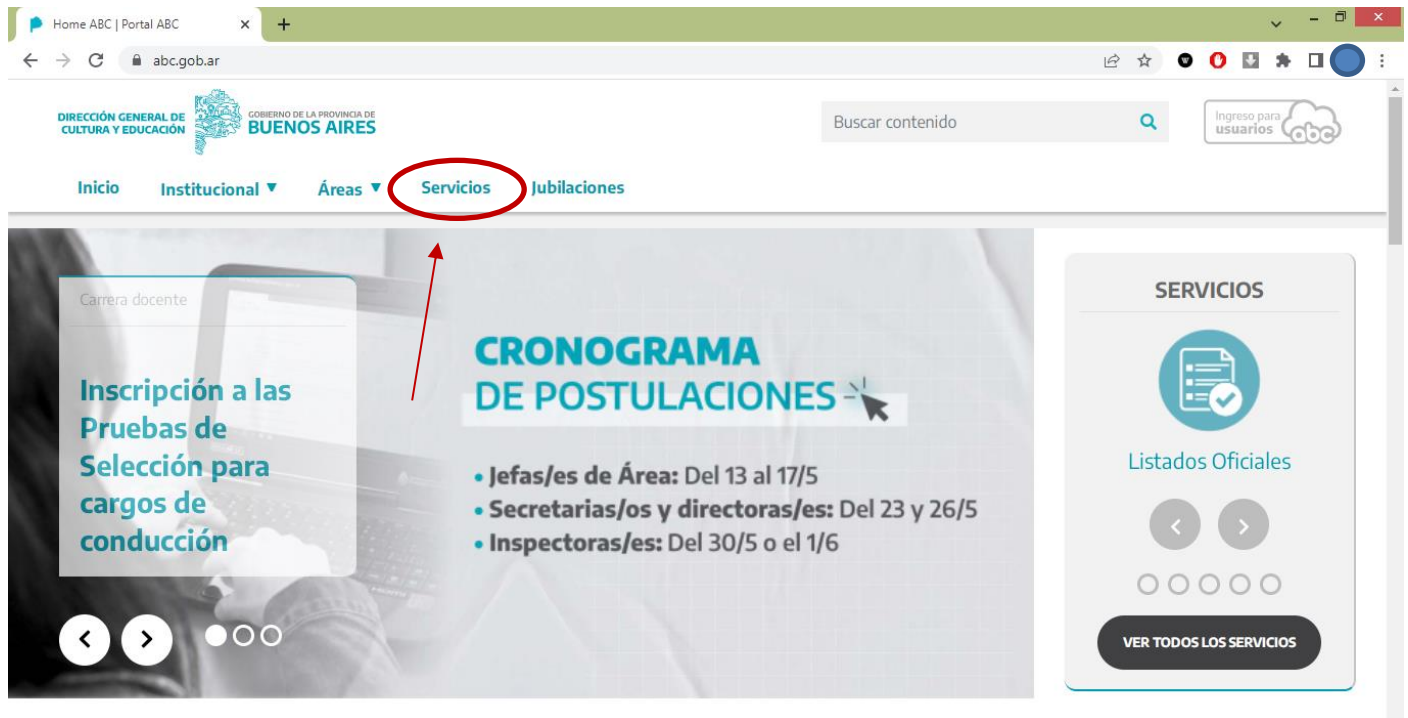 Home ABC | Portal ABC
abc.gob.ar
DIRECCIÓN GENERAL DE
CULTURA Y EDUCACIÓN
GOBIERNO DE LA PROVINCIA DE
BUENOS AIRES
Buscar contenido
Ingreso para
usuarios abc
Inicio Institucional ▼ Áreas ▼ Servicios Jubilaciones
Carrera docente
Inscripción a las
Pruebas de
Selección para
cargos de
conducción
CRONOGRAMA
DE POSTULACIONES
• Jefas/es de Área: Del 13 al 17/5
• Secretarias/os y directoras/es: Del 23 y 26/5
• Inspectoras/es: Del 30/5 o el 1/6
SERVICIOS
Listados Oficiales
VER TODOS LOS SERVICIOS